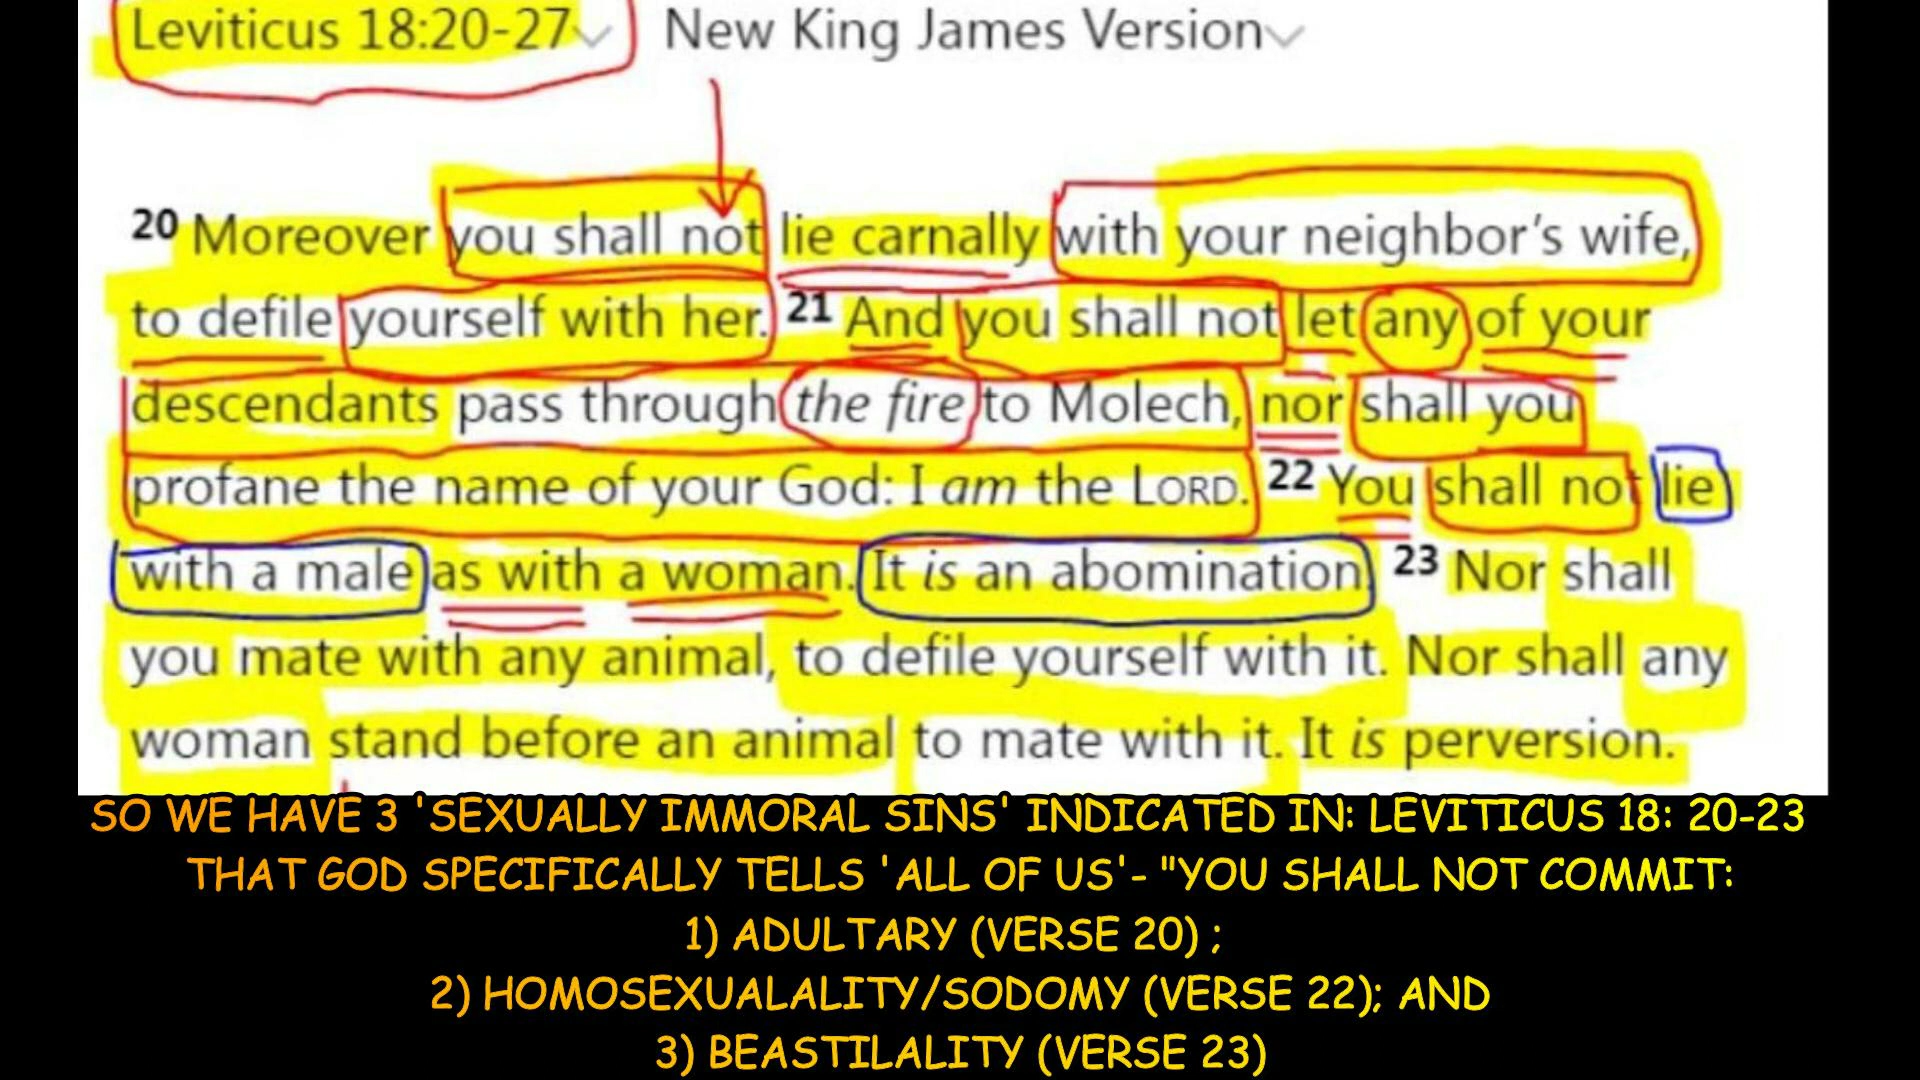 Leviticus 18:20-27 New King James Version
20 Moreover you shall not lie carnally with your neighbor’s wife,
to defile yourself with her. 21 And you shall not let any of your
descendants pass through the fire to Molech, nor shall you
profane the name of your God: I am the LORD. 22 You shall not lie
with a male as with a woman. It is an abomination. 23 Nor shall
you mate with any animal, to defile yourself with it. Nor shall any
woman stand before an animal to mate with it. It is perversion.
SO WE HAVE 3 'SEXUALLY IMMORAL SINS' INDICATED IN: LEVITICUS 18: 20-23
THAT GOD SPECIFICALLY TELLS 'ALL OF US'- "YOU SHALL NOT COMMIT:
1) ADULTARY (VERSE 20) ;
2) HOMOSEXUALALITY/SODOMY (VERSE 22); AND
3) BEASTILALITY (VERSE 23)